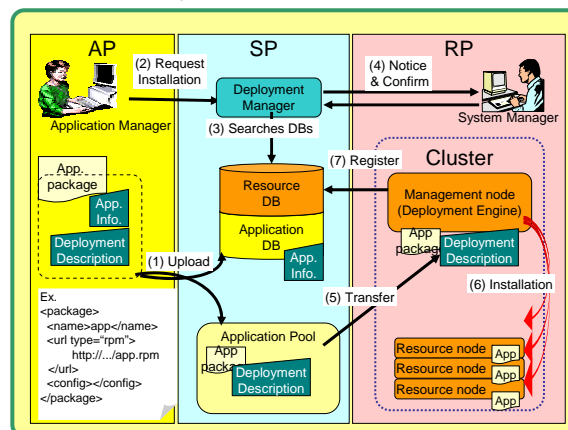 AP
SP
RP
(2) Request
Installation
(4) Notice
& Confirm
Deployment
Manager
Application Manager
System Manager
(3) Searches DBs
(7) Register
Cluster
App.
package
App.
Info.
Deployment
Description
Resource
DB
Application
DB
App.
Info.
Management node
(Deployment Engine)
App
package
Deployment
Description
(1) Upload
(5) Transfer
(6) Installation
Ex.
<package>
<name>app</name>
<url type="rpm">
http://.../app.rpm
</url>
<config></config>
</package>
Application Pool
App
package
Deployment
Description
Resource node
App
Resource node
App
Resource node
App